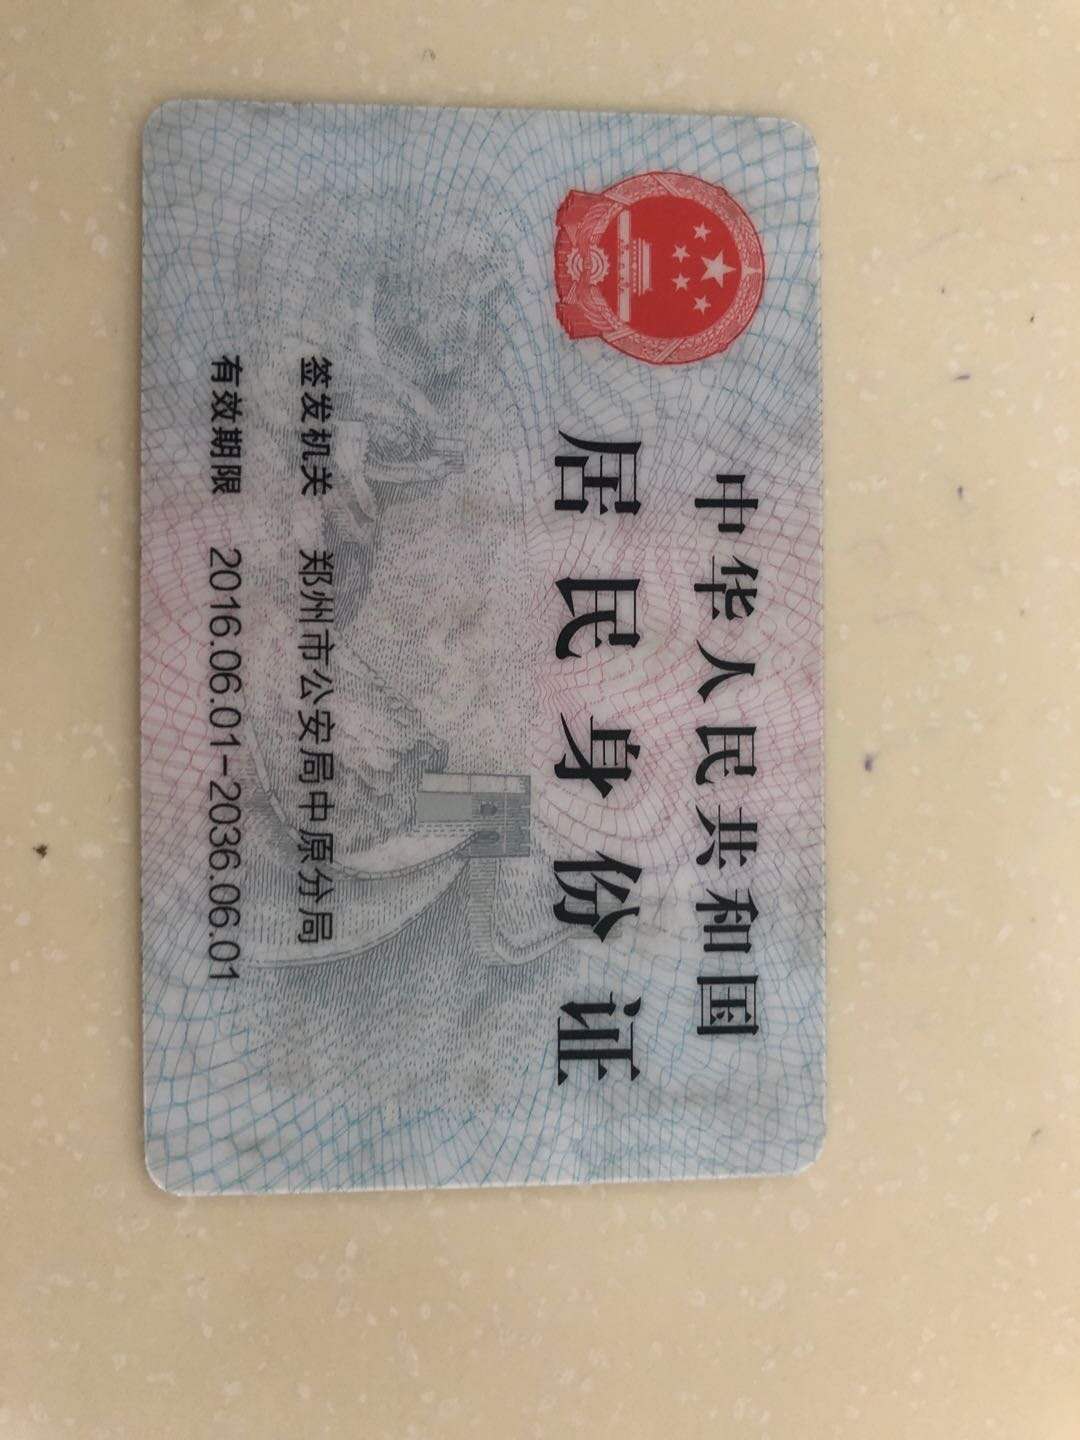 中华人民共和国
居民身份证
签发机关 郑州市公安局中原分局
有效期限 2016.06.01-2036.06.01